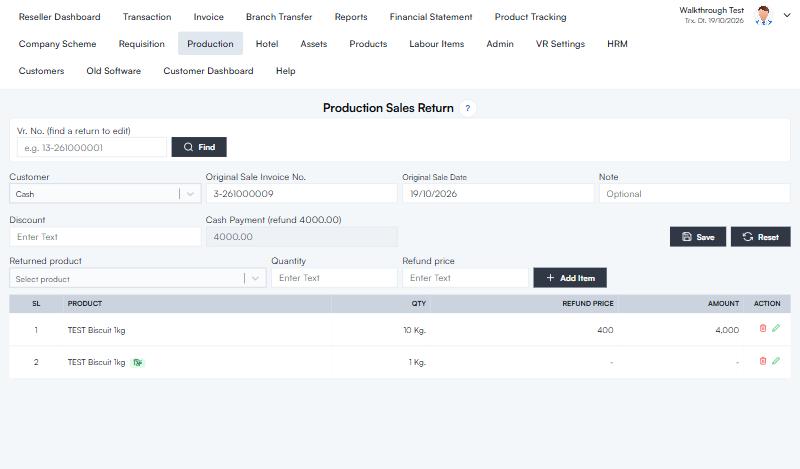 Reseller Dashboard Transaction Invoice Branch Transfer Reports Financial Statement Product Tracking
Walkthrough Test
Trx. Dt. 19/10/2026
Company Scheme Requisition Production Hotel Assets Products Labour Items Admin VR Settings HRM
Customers Old Software Customer Dashboard Help
Production Sales Return ?
Vr. No. (find a return to edit)
e.g. 13-261000001 Find
Customer Original Sale Invoice No. Original Sale Date Note
Cash 3-261000009 19/10/2026 Optional
Discount Cash Payment (refund 4000.00)
Enter Text 4000.00 Save Reset
Returned product Quantity Refund price
Select product Enter Text Enter Text + Add Item
SL PRODUCT QTY REFUND PRICE AMOUNT ACTION
1 TEST Biscuit 1kg 10 Kg. 400 4,000
2 TEST Biscuit 1kg 1 Kg. - -